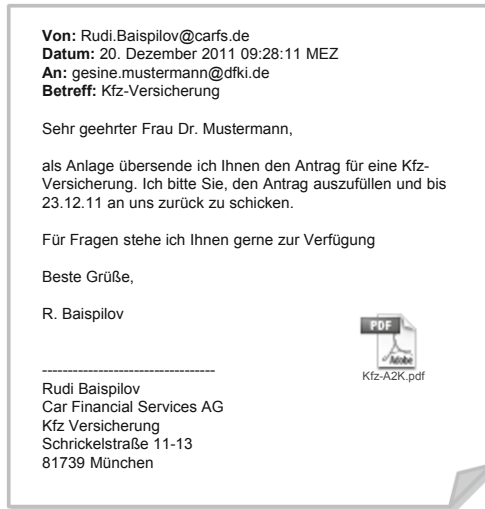 Von: Rudi.Baispilov@carfs.de
Datum: 20. Dezember 2011 09:28:11 MEZ
An: gesine.mustermann@dfki.de
Betreff: Kfz-Versicherung
Sehr geehrter Frau Dr. Mustermann,
als Anlage übersende ich Ihnen den Antrag für eine Kfz-
Versicherung. Ich bitte Sie, den Antrag auszufüllen und bis
23.12.11 an uns zurück zu schicken.
Für Fragen stehe ich Ihnen gerne zur Verfügung
Beste Grüße,
R. Baispilov
PDF
Adobe
Kfz-A2K.pdf
----------------------------------
Rudi Baispilov
Car Financial Services AG
Kfz Versicherung
Schrickelstraße 11-13
81739 München